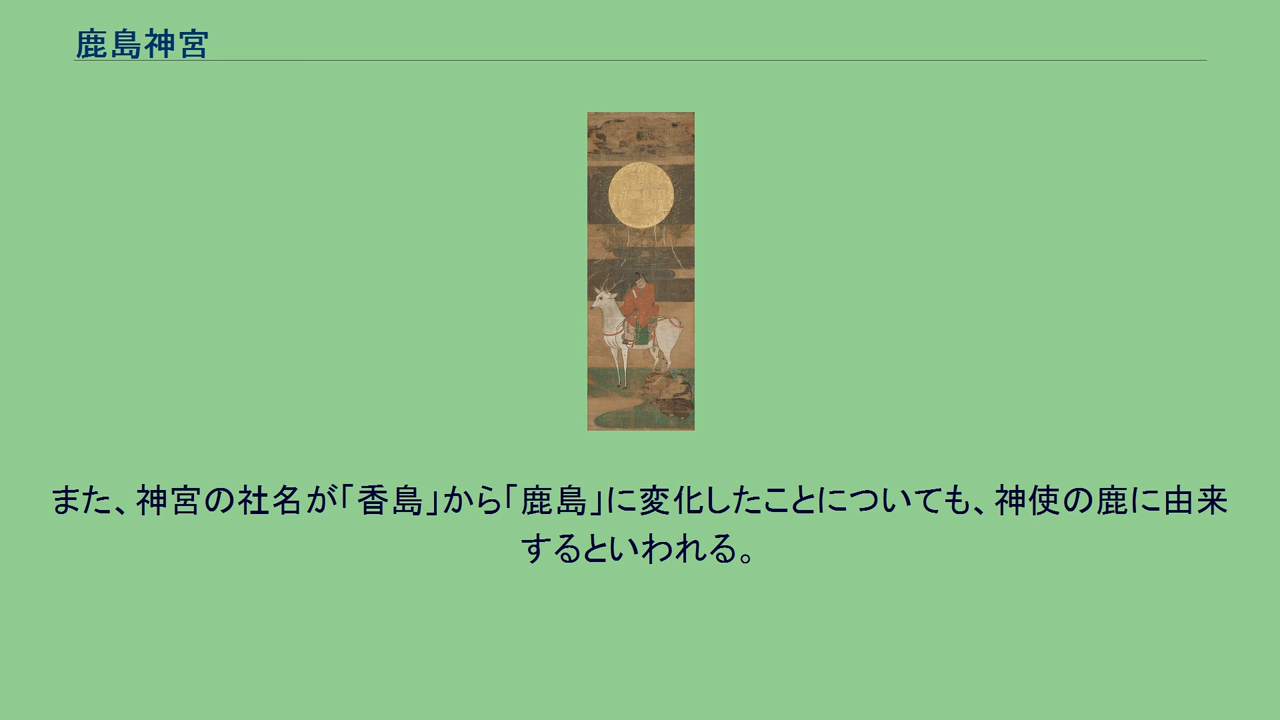 鹿島神宮
また、神宮の社名が「香島」から「鹿島」に変化したことについても、神使の鹿に由来
するといわれる。